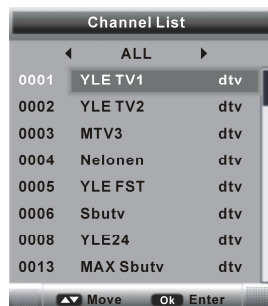 Channel List
ALL
0001 YLE TV1 dtv
0002 YLE TV2 dtv
0003 MTV3 dtv
0004 Nelonen dtv
0005 YLE FST dtv
0006 Sbutv dtv
0008 YLE24 dtv
0013 MAX Sbutv dtv
Move Ok Enter